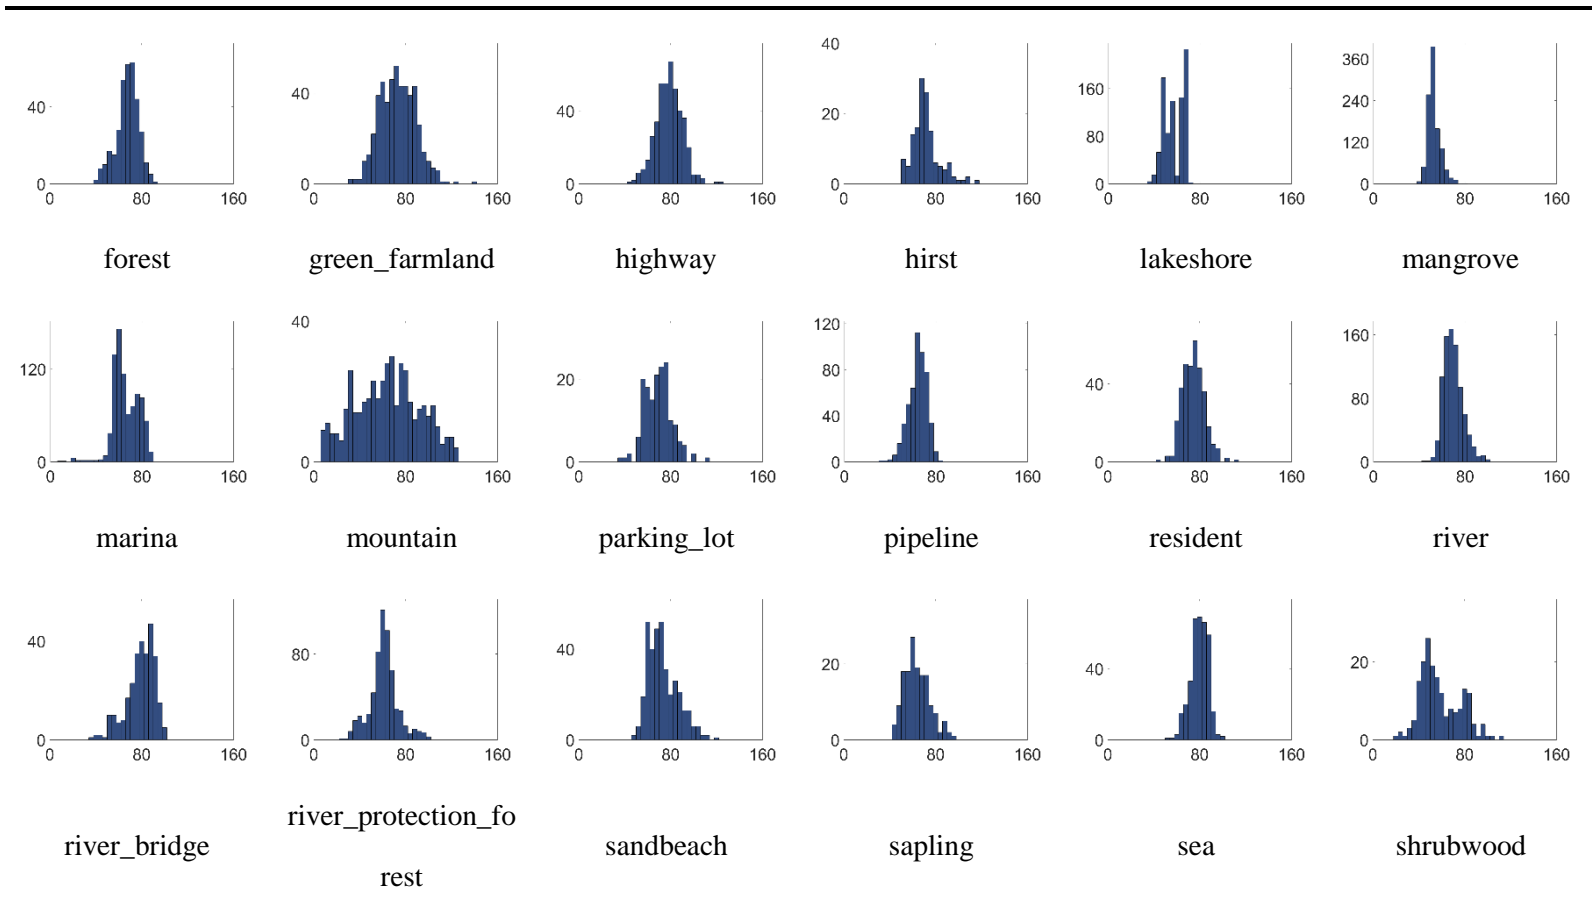 40
0
0 80 160
forest
40
0
0 80 160
green_farmland
40
0
0 80 160
highway
40
20
0
0 80 160
hirst
160
80
0
0 80 160
lakeshore
360
240
120
0
0 80 160
mangrove
120
0
0 80 160
marina
40
0
0 80 160
mountain
20
0
0 80 160
parking_lot
120
80
40
0
0 80 160
pipeline
40
0
0 80 160
resident
160
80
0
0 80 160
river
40
0
0 80 160
river_bridge
80
0
0 80 160
river_protection_fo
rest
40
0
0 80 160
sandbeach
20
0
0 80 160
sapling
40
0
0 80 160
sea
20
0
0 80 160
shrubwood